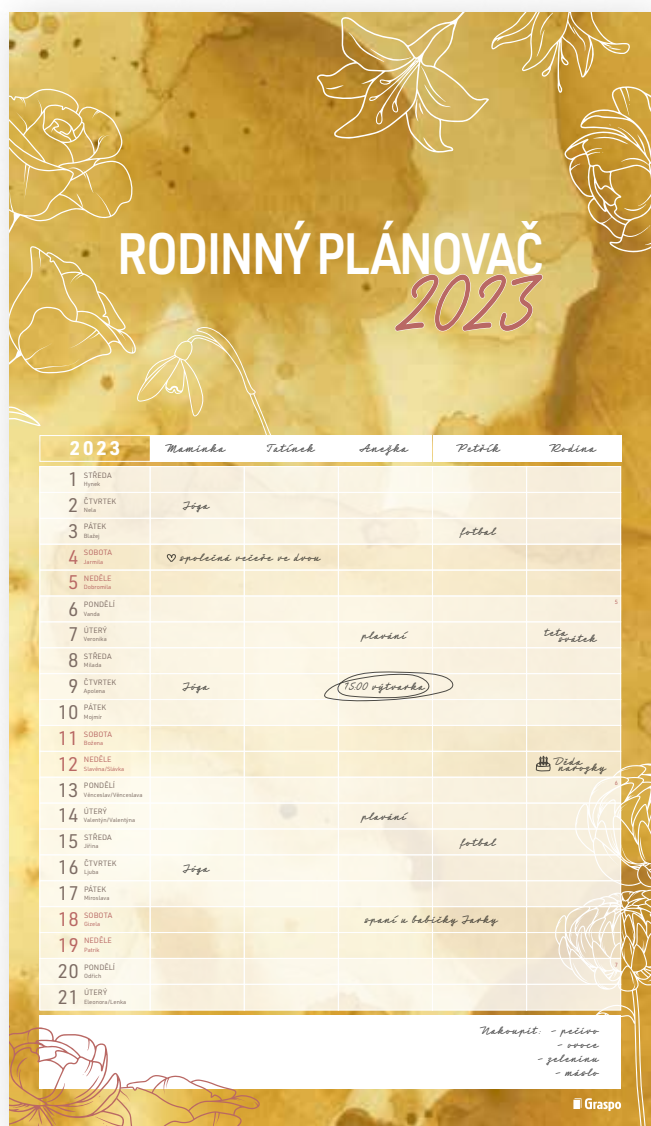 RODINNÝ PLÁNOVAČ
2023
2023 Maminka Tatínek Anežka Petřík Rodina
1 STŘEDA
Hynek
2 ČTVRTEK Jóga
Nela
3 PÁTEK fotbal
Blažej
4 SOBOTA ♡ společná večeře ve dvou
Jarmila
5 NEDĚLE
Dobromila
6 PONDĚLÍ 5
Vanda
7 ÚTERÝ plavání teta
Veronika svátek
8 STŘEDA
Milada
9 ČTVRTEK Jóga 15:00 výtvarka
Apolena
10 PÁTEK
Mojmír
11 SOBOTA
Božena
12 NEDĚLE Děda
Slavěna/Slávka narozky
13 PONDĚLÍ 6
Věnceslav/Věnceslava
14 ÚTERÝ plavání
Valentýn/Valentýna
15 STŘEDA fotbal
Jiřina
16 ČTVRTEK Jóga
Ljuba
17 PÁTEK
Miroslava
18 SOBOTA spaní u babičky Jarky
Gizela
19 NEDĚLE
Patrik
20 PONDĚLÍ
Oldřich
21 ÚTERÝ
Eleonora/Lenka
Nakoupit: - pečivo
- ovoce
- zeleninu
- máslo
Graspo